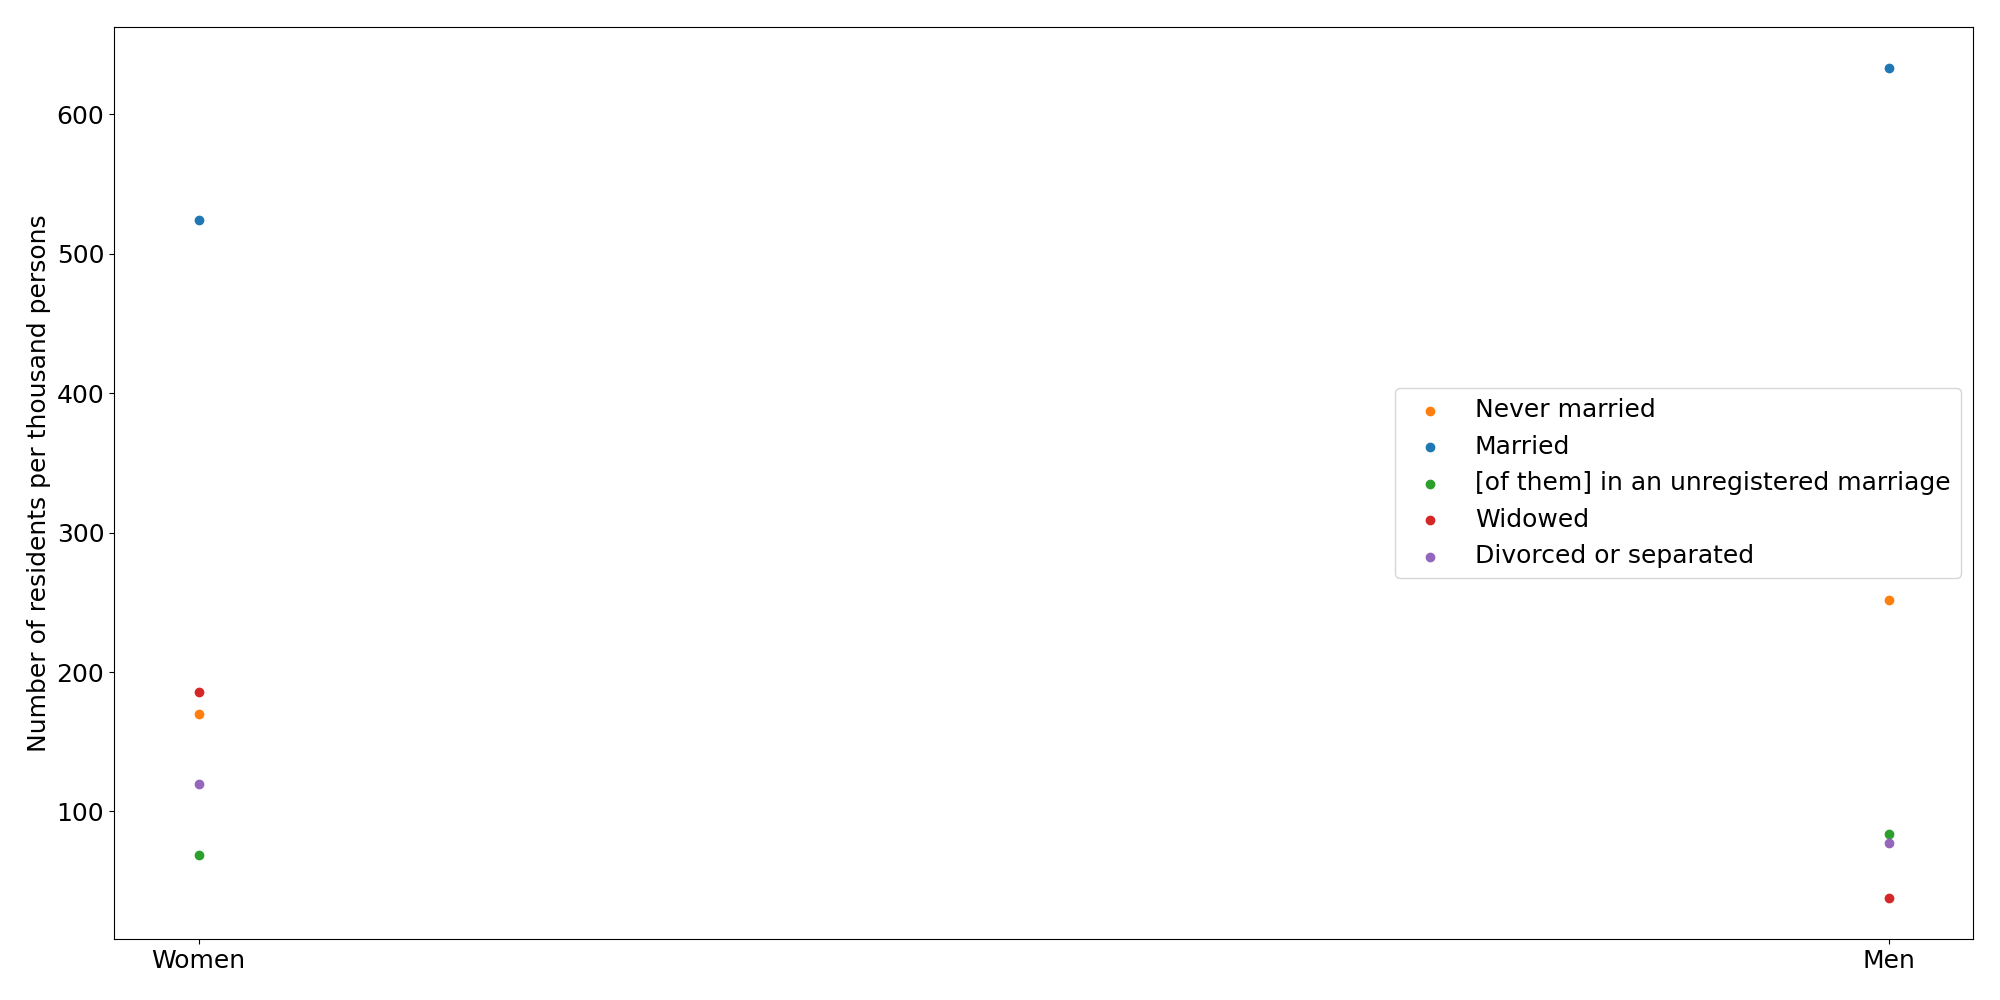 Number of residents per thousand persons
600
500
400
300
200
100
Women
Men
Never married
Married
[of them] in an unregistered marriage
Widowed
Divorced or separated